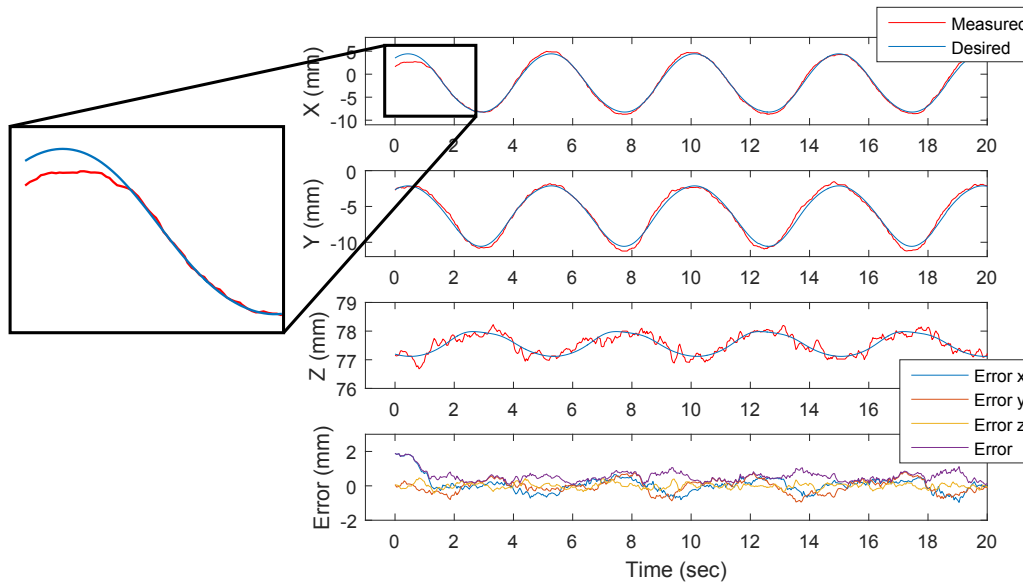 Measured
Desired
X (mm)
5
0
-5
-10
0 2 4 6 8 10 12 14 16 18 20
Y (mm)
0
-5
-10
0 2 4 6 8 10 12 14 16 18 20
Z (mm)
79
78
77
76
0 2 4 6 8 10 12 14 16 20
Error x
Error y
Error z
Error
Error (mm)
2
0
-2
0 2 4 6 8 10 12 14 16 18 20
Time (sec)